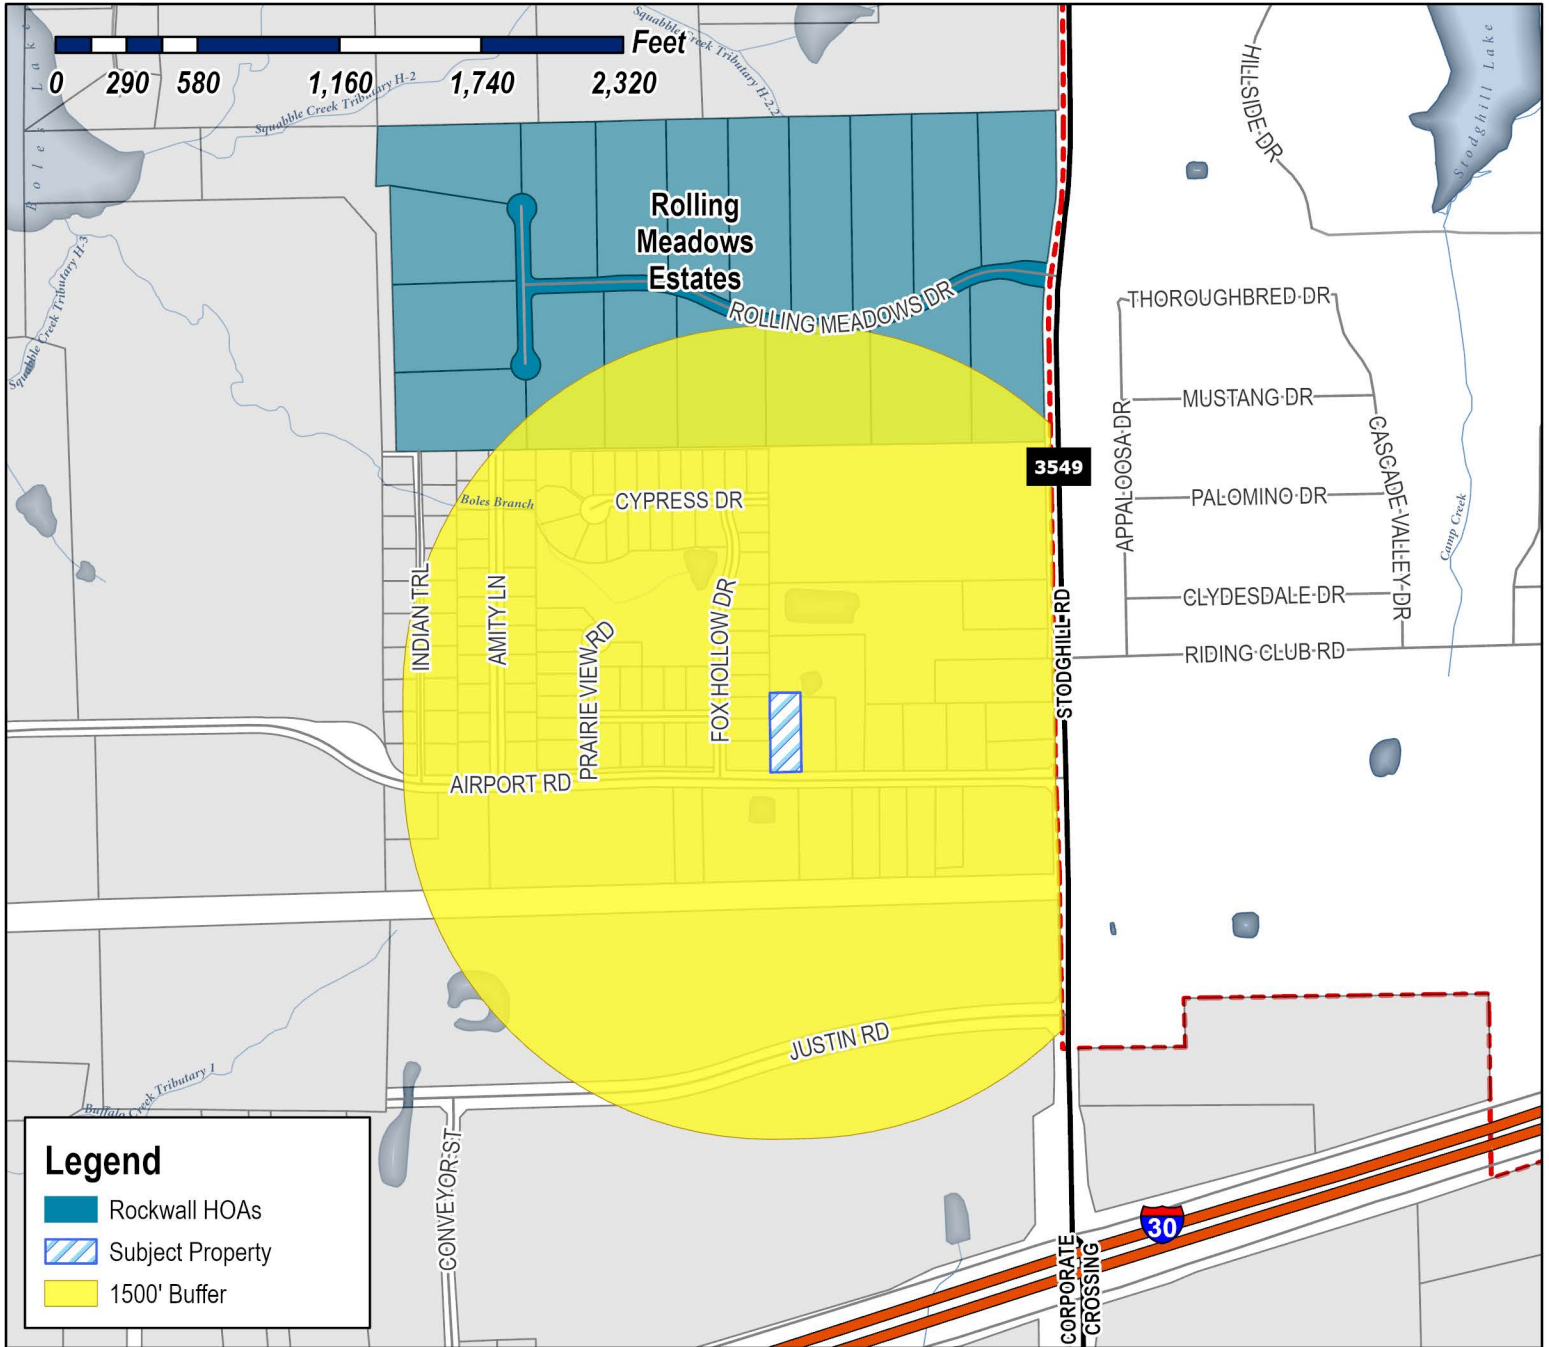 Feet
0 290 580 1,160 1,740 2,320
Boles Lake
Squabble Creek Tributary H-2
Squabble Creek Tributary H-2.2
Stodghill Lake
HILLSIDE DR
Squabble Creek Tributary H-3
Rolling
Meadows
Estates
ROLLING MEADOWS DR
THOROUGHBRED DR
MUSTANG DR
APPALOOSA DR
CASCADE VALLEY DR
3549
PALOMINO DR
Camp Creek
Boles Branch
CYPRESS DR
INDIAN TRL
AMITY LN
PRAIRIE VIEW RD
FOX HOLLOW DR
STODGHILL RD
CLYDESDALE DR
RIDING CLUB RD
AIRPORT RD
JUSTIN RD
Buffalo Creek Tributary 1
CONVEYOR ST
30
CORPORATE
CROSSING
Legend
Rockwall HOAs
Subject Property
1500' Buffer